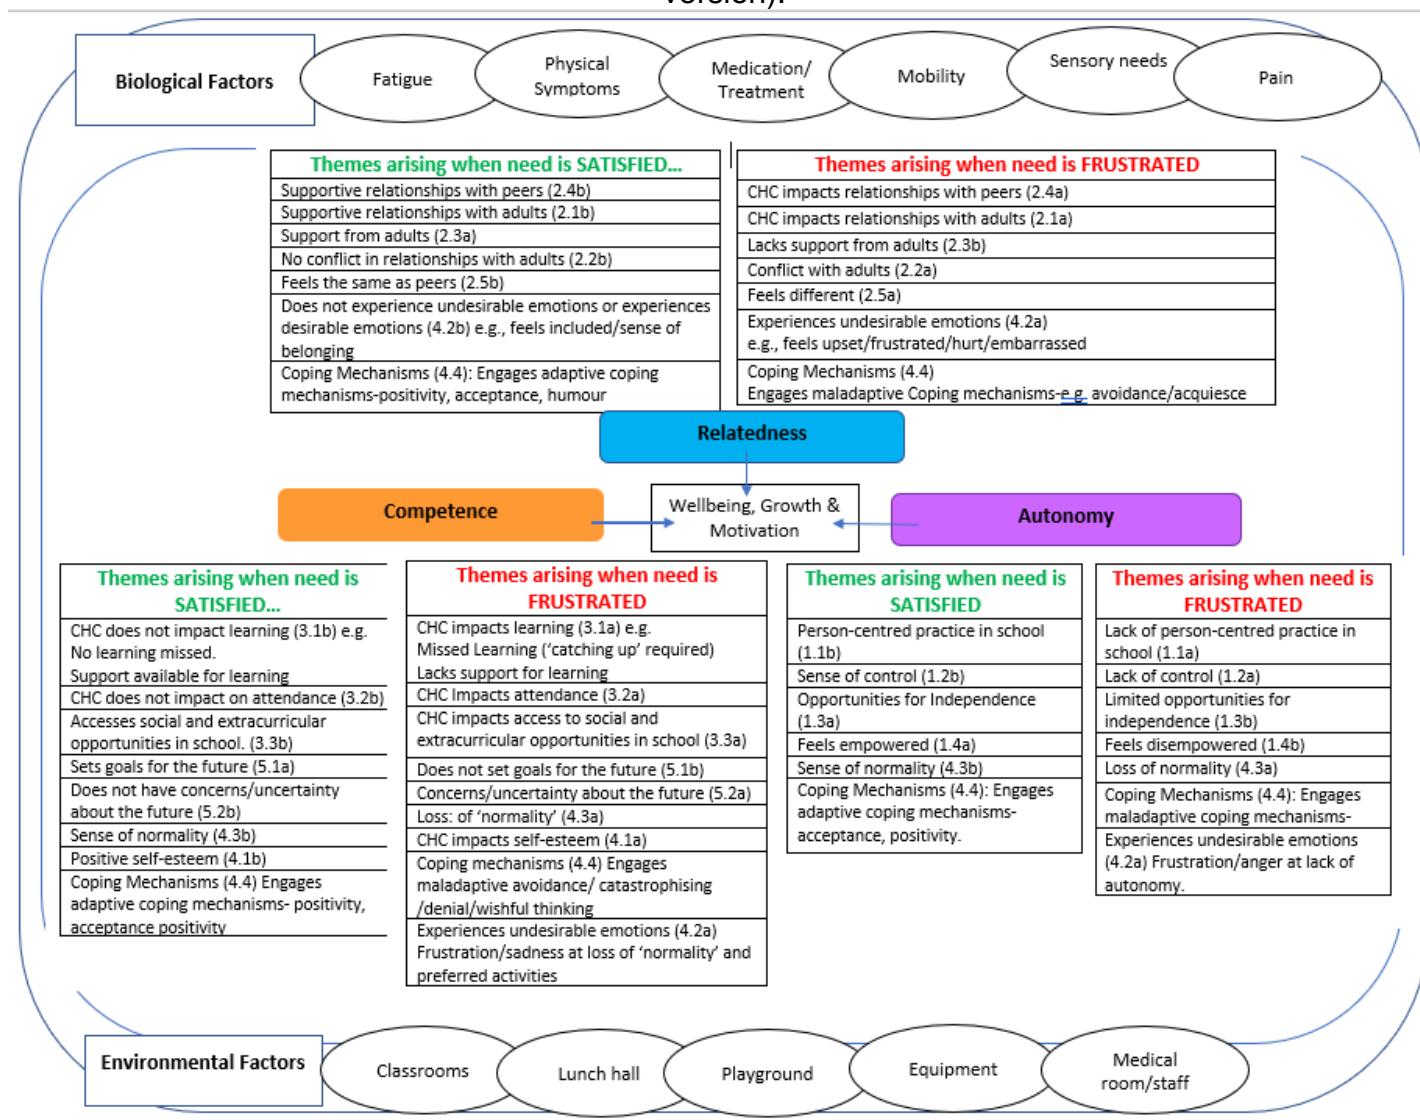 version).
Biological Factors
Fatigue
Physical
Symptoms
Medication/
Treatment
Mobility
Sensory needs
Pain
Themes arising when need is SATISFIED...
Supportive relationships with peers (2.4b)
Supportive relationships with adults (2.1b)
Support from adults (2.3a)
No conflict in relationships with adults (2.2b)
Feels the same as peers (2.5b)
Does not experience undesirable emotions or experiences
desirable emotions (4.2b) e.g., feels included/sense of
belonging
Coping Mechanisms (4.4): Engages adaptive coping
mechanisms-positivity, acceptance, humour
Themes arising when need is FRUSTRATED
CHC impacts relationships with peers (2.4a)
CHC impacts relationships with adults (2.1a)
Lacks support from adults (2.3b)
Conflict with adults (2.2a)
Feels different (2.5a)
Experiences undesirable emotions (4.2a)
e.g., feels upset/frustrated/hurt/embarrassed
Coping Mechanisms (4.4)
Engages maladaptive Coping mechanisms-e.g. avoidance/acquiesce
Relatedness
Competence
Wellbeing, Growth &
Motivation
Autonomy
Themes arising when need is
SATISFIED...
CHC does not impact learning (3.1b) e.g.
No learning missed.
Support available for learning
CHC does not impact on attendance (3.2b)
Accesses social and extracurricular
opportunities in school. (3.3b)
Sets goals for the future (5.1a)
Does not have concerns/uncertainty
about the future (5.2b)
Sense of normality (4.3b)
Positive self-esteem (4.1b)
Coping Mechanisms (4.4) Engages
adaptive coping mechanisms- positivity,
acceptance positivity
Themes arising when need is
FRUSTRATED
CHC impacts learning (3.1a) e.g.
Missed Learning ('catching up' required)
Lacks support for learning
CHC Impacts attendance (3.2a)
CHC impacts access to social and
extracurricular opportunities in school (3.3a)
Does not set goals for the future (5.1b)
Concerns/uncertainty about the future (5.2a)
Loss: of 'normality' (4.3a)
CHC impacts self-esteem (4.1a)
Coping mechanisms (4.4) Engages
maladaptive avoidance/ catastrophising
/denial/wishful thinking
Experiences undesirable emotions (4.2a)
Frustration/sadness at loss of 'normality' and
preferred activities
Themes arising when need is
SATISFIED
Person-centred practice in school
(1.1b)
Sense of control (1.2b)
Opportunities for Independence
(1.3a)
Feels empowered (1.4a)
Sense of normality (4.3b)
Coping Mechanisms (4.4): Engages
adaptive coping mechanisms-
acceptance, positivity.
Themes arising when need is
FRUSTRATED
Lack of person-centred practice in
school (1.1a)
Lack of control (1.2a)
Limited opportunities for
independence (1.3b)
Feels disempowered (1.4b)
Loss of normality (4.3a)
Coping Mechanisms (4.4): Engages
maladaptive coping mechanisms-
Experiences undesirable emotions
(4.2a) Frustration/anger at lack of
autonomy.
Environmental Factors
Classrooms
Lunch hall
Playground
Equipment
Medical
room/staff